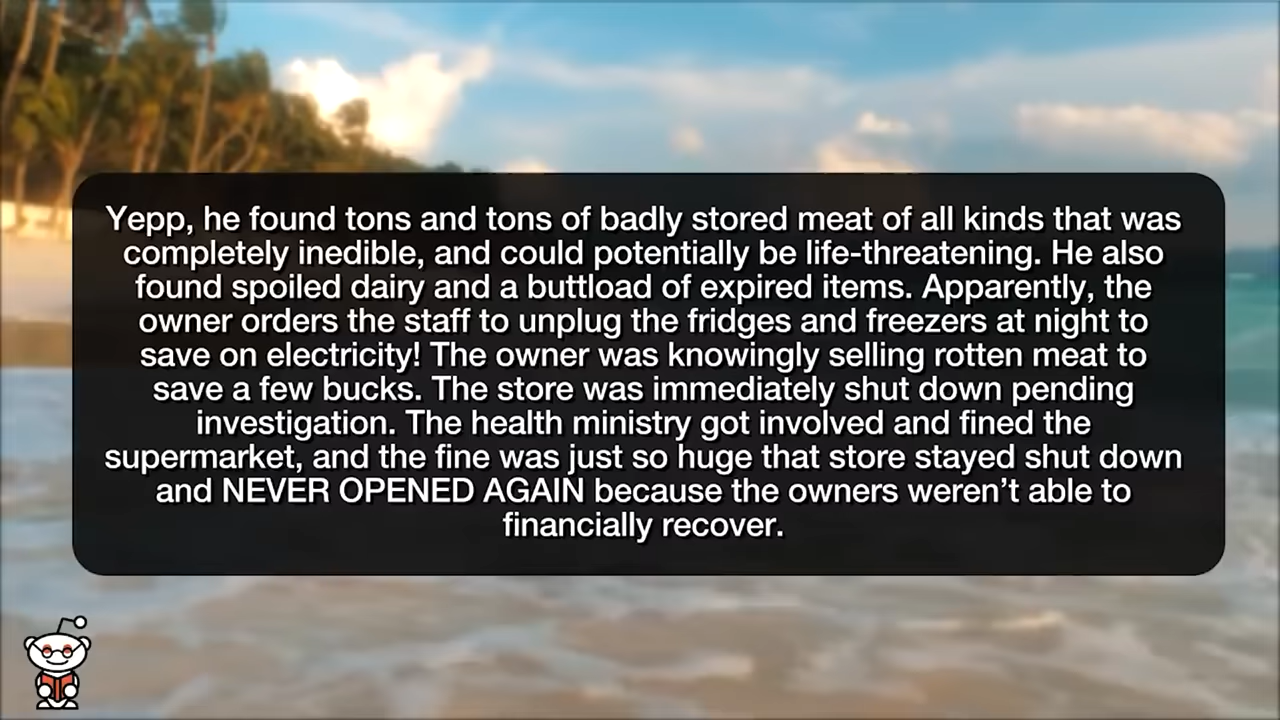 Yepp, he found tons and tons of badly stored meat of all kinds that was
completely inedible, and could potentially be life-threatening. He also
found spoiled dairy and a buttload of expired items. Apparently, the
owner orders the staff to unplug the fridges and freezers at night to
save on electricity! The owner was knowingly selling rotten meat to
save a few bucks. The store was immediately shut down pending
investigation. The health ministry got involved and fined the
supermarket, and the fine was just so huge that store stayed shut down
and NEVER OPENED AGAIN because the owners weren’t able to
financially recover.